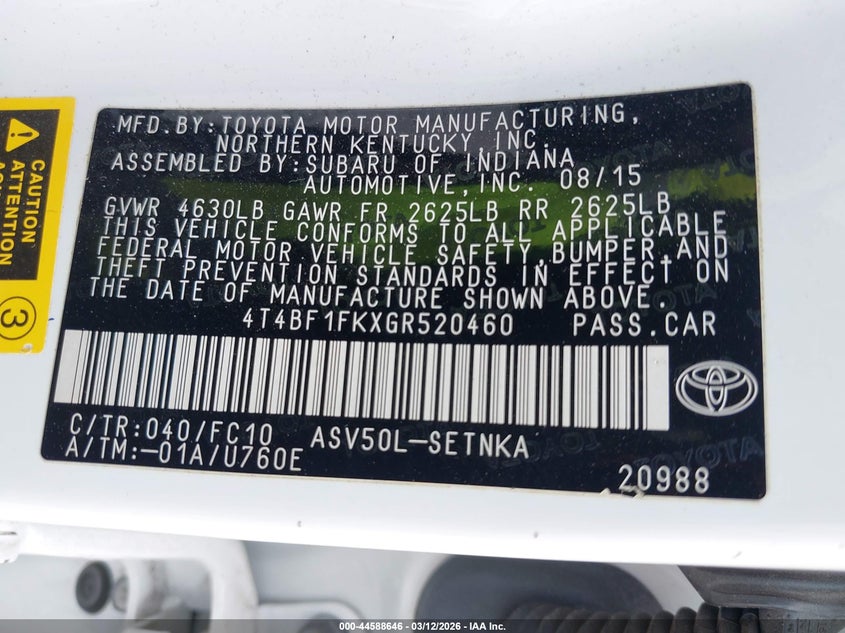 CAUTION
ATTENTION
3
MFD.BY:TOYOTA MOTOR MANUFACTURING,
NORTHERN KENTUCKY,INC.
ASSEMBLED BY:SUBARU OF INDIANA
AUTOMOTIVE,INC. 08/15
GVWR 4630LB GAWR FR 2625LB RR 2625LB
THIS VEHICLE CONFORMS TO ALL APPLICABLE
FEDERAL MOTOR VEHICLE SAFETY,BUMPER,AND
THEFT PREVENTION STANDARDS IN EFFECT ON
THE DATE OF MANUFACTURE SHOWN ABOVE.
4T4BF1FKXGR520460 PASS.CAR
C/TR:040/FC10 ASV50L-SETNKA
A/TM:-01A/U760E
20988
000-44588646 - 03/12/2026 - IAA Inc.